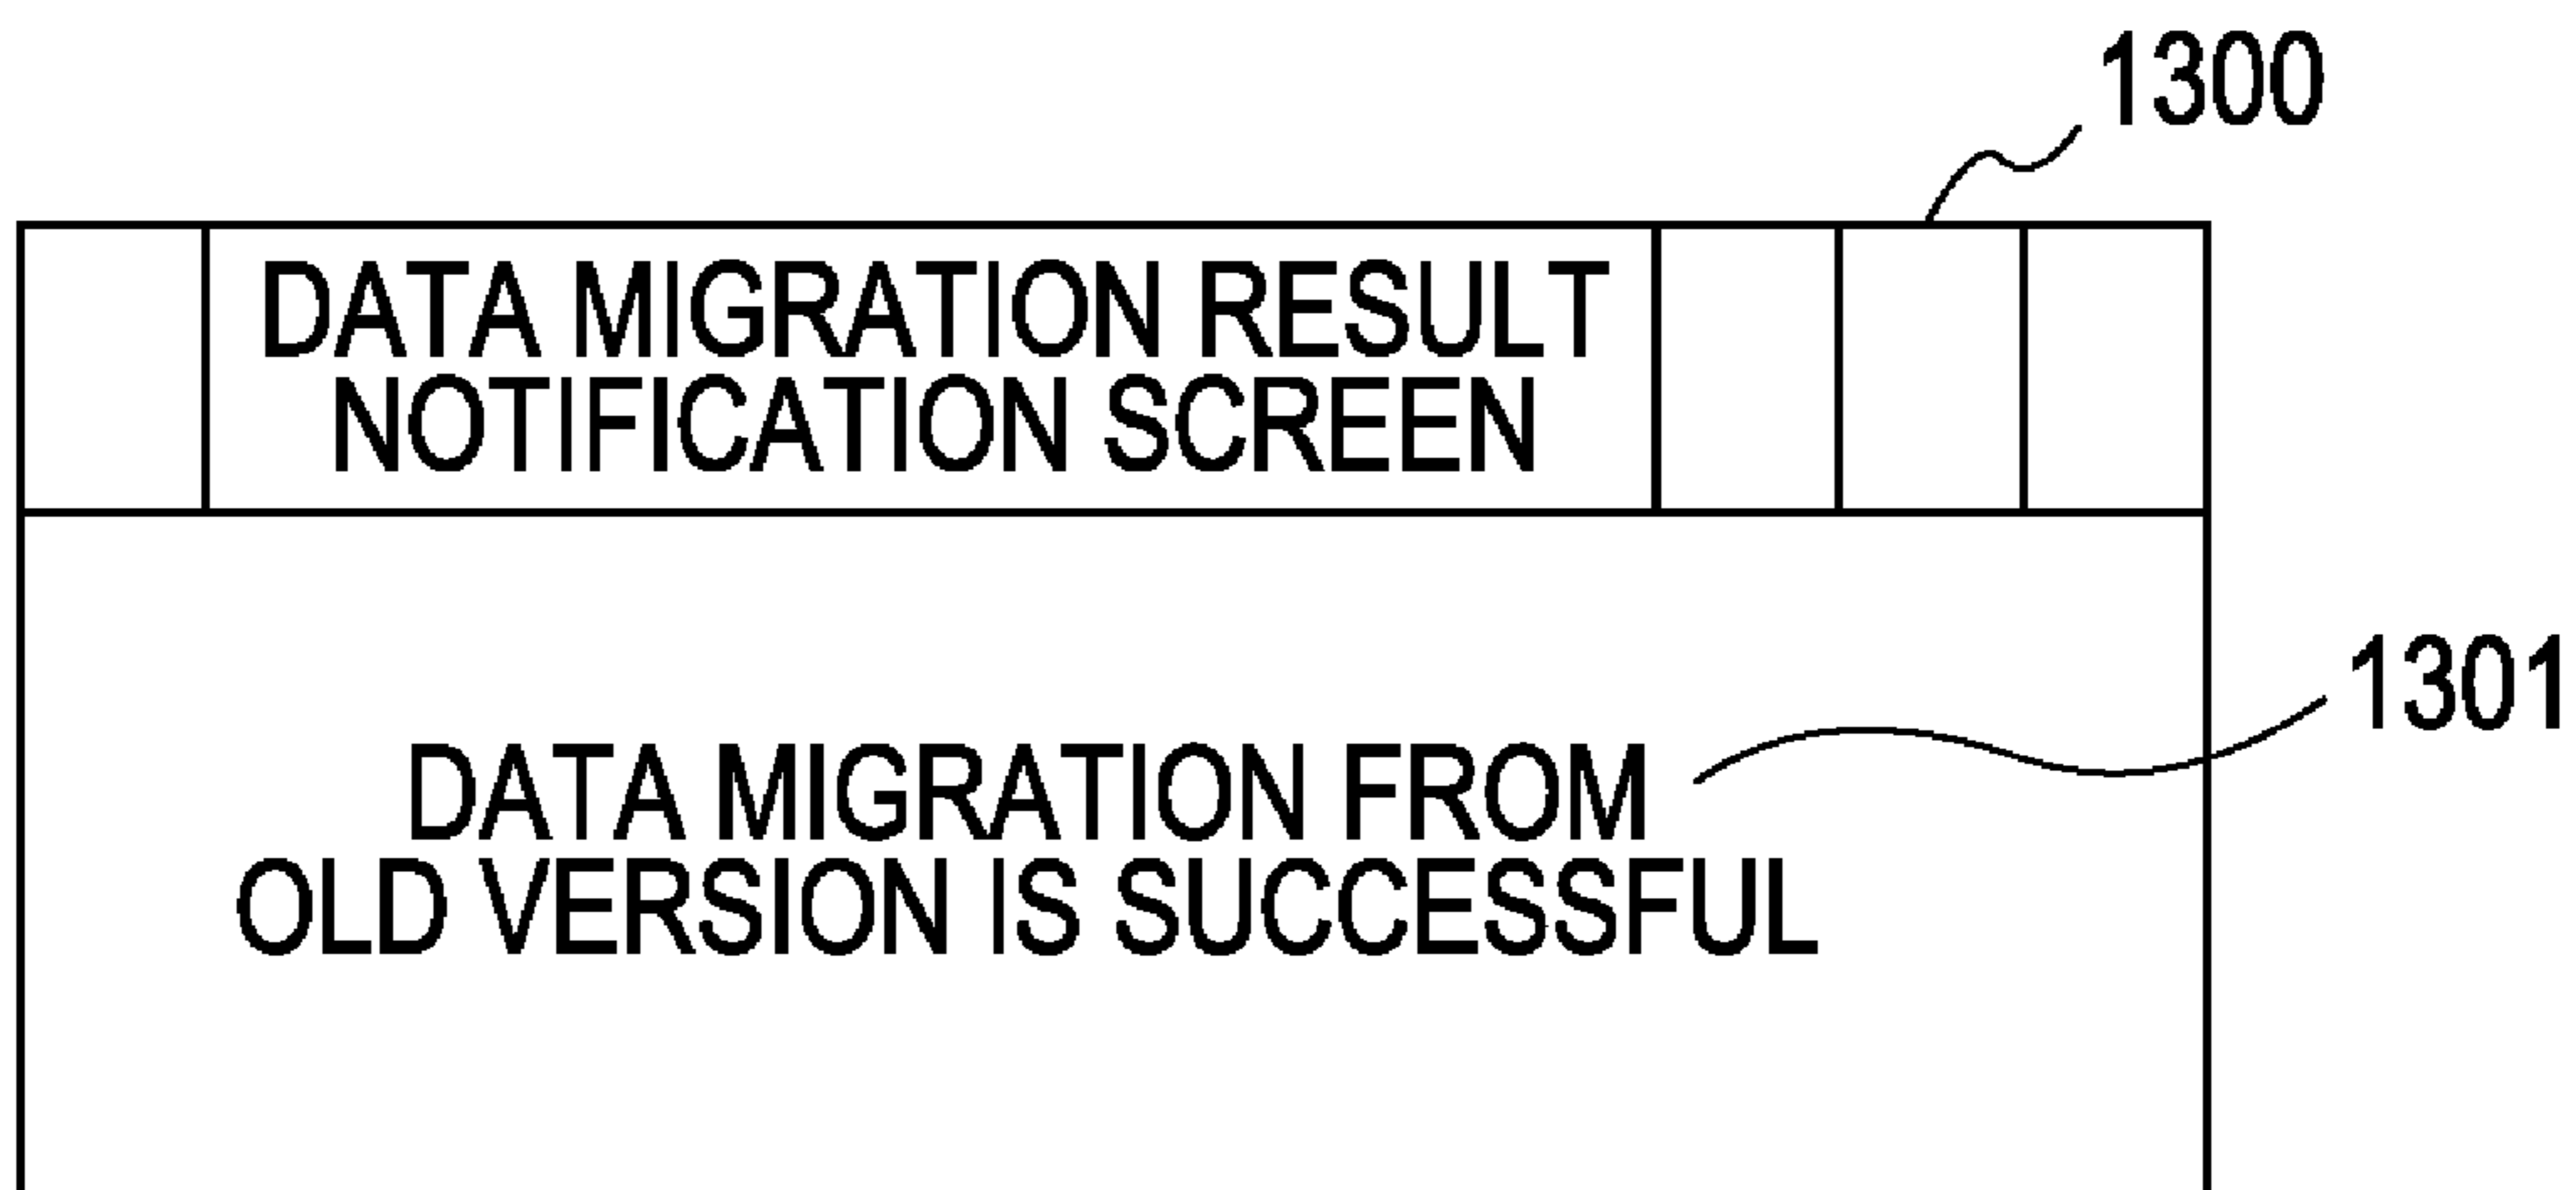 1300
DATA MIGRATION RESULT
NOTIFICATION SCREEN
1301
DATA MIGRATION FROM
OLD VERSION IS SUCCESSFUL